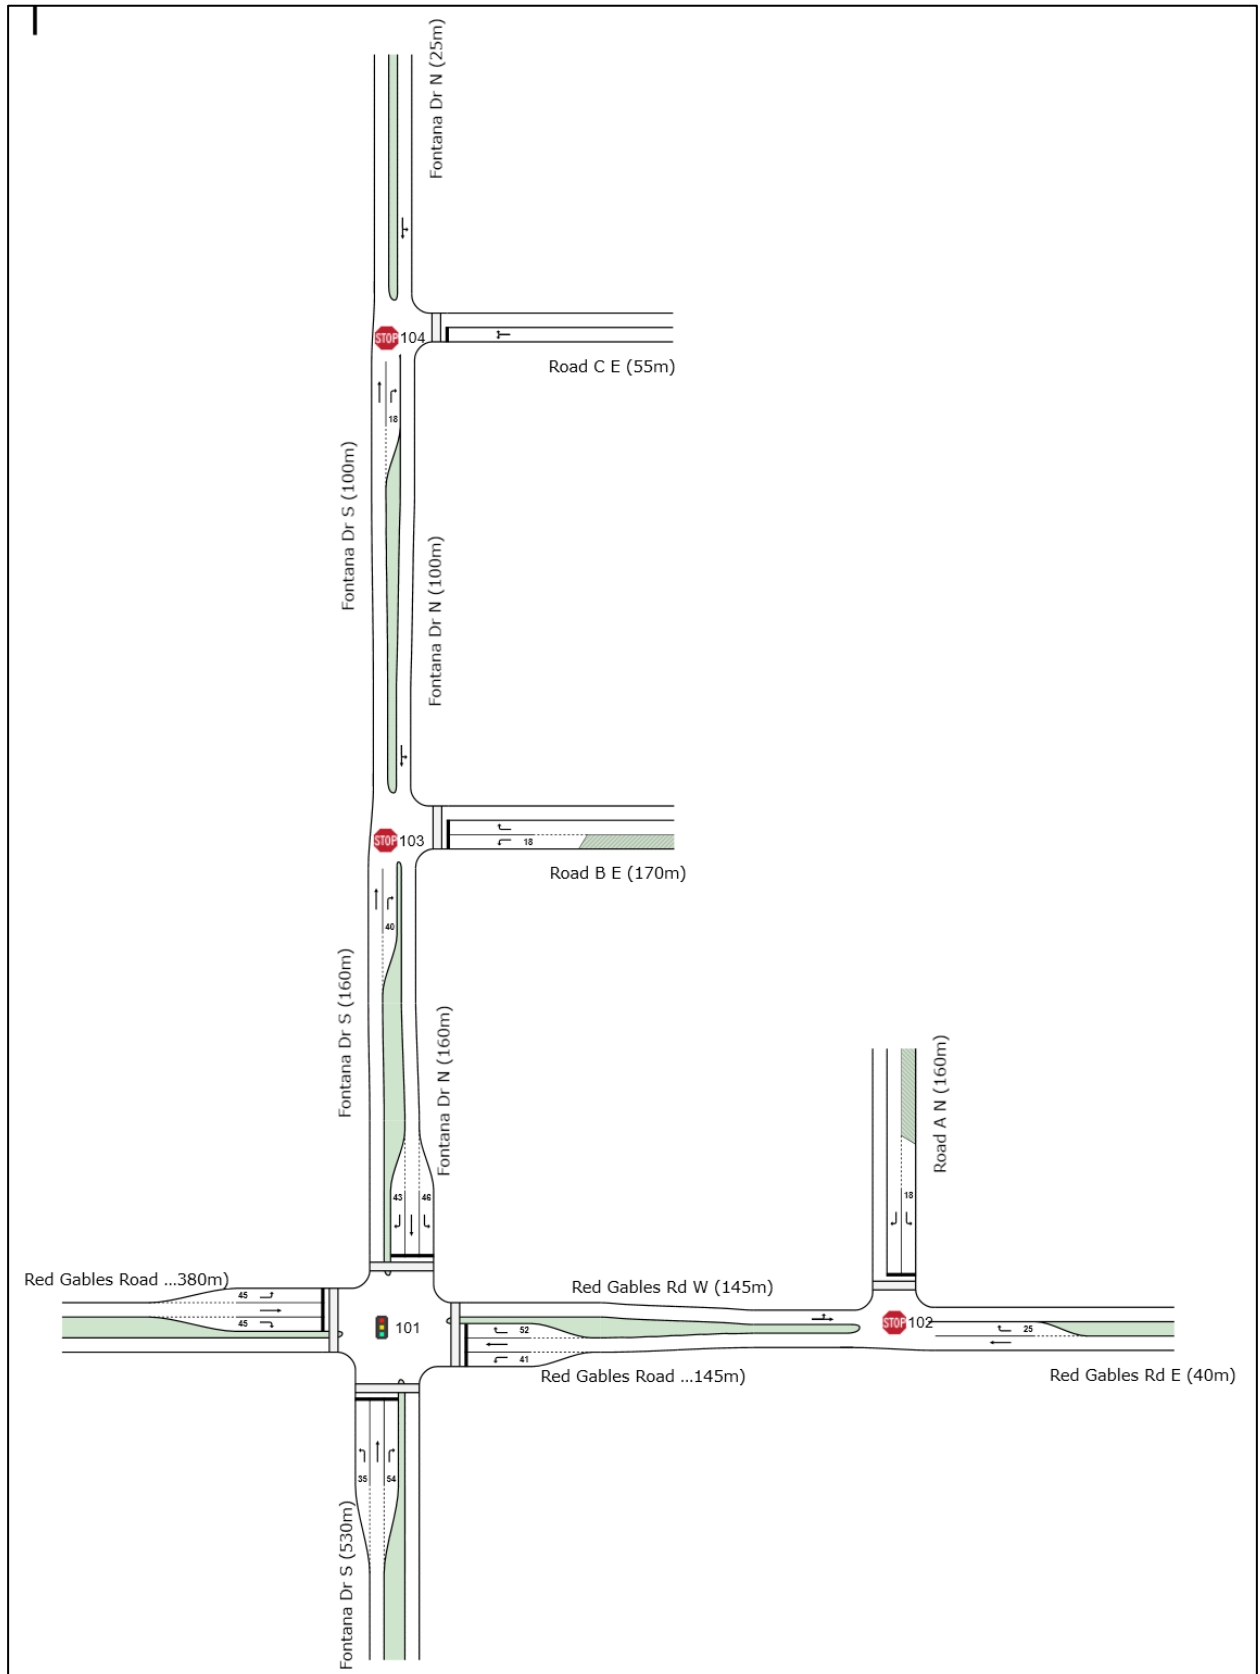 Fontana Dr N (25m)
STOP 104
Road C E (55m)
18
Fontana Dr S (100m)
Fontana Dr N (100m)
STOP 103
18
Road B E (170m)
40
Fontana Dr S (160m)
Fontana Dr N (160m)
Road A N (160m)
43 46
18
Red Gables Road ...380m)
Red Gables Rd W (145m)
45
45
101
52
41
STOP 102
25
Red Gables Road ...145m)
Red Gables Rd E (40m)
35 54
Fontana Dr S (530m)